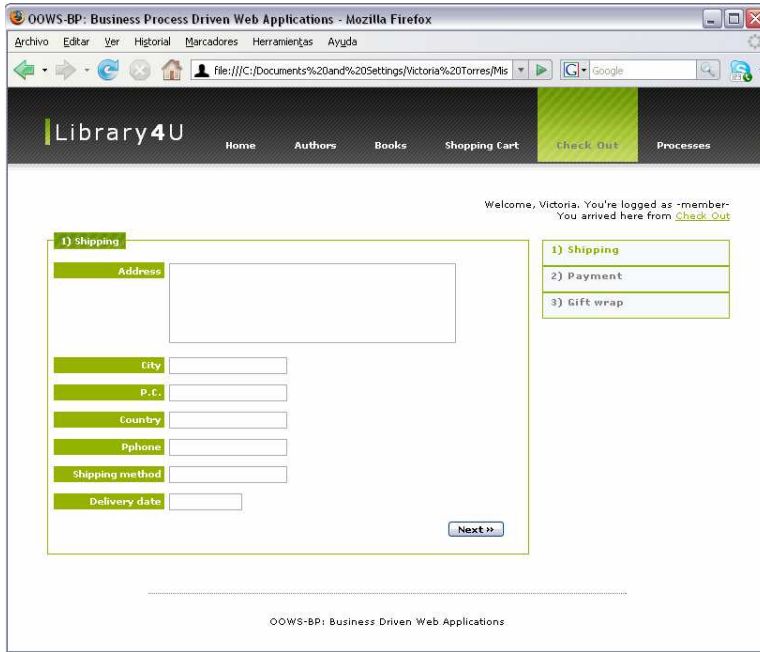 OOWS-BP: Business Process Driven Web Applications - Mozilla Firefox
Archivo Editar Ver Historial Marcadores Herramientas Ayuda
file:///C:/Documents%20and%20Settings/Victoria%20Torres/Mis
G Google
Library4U
Home Authors Books Shopping Cart Check Out Processes
Welcome, Victoria. You're logged as -member-
You arrived here from Check Out
1) Shipping
Address
City
P.C.
Country
Pphone
Shipping method
Delivery date
Next »
1) Shipping
2) Payment
3) Gift wrap
OOWS-BP: Business Driven Web Applications